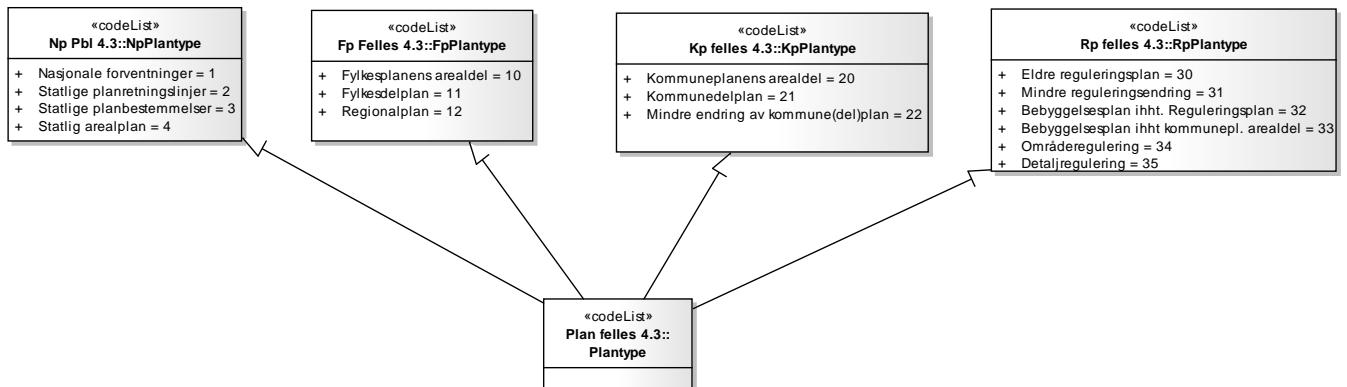 «codeList»
Np Pbl 4.3::NpPlantype
+ Nasjonale forventninger = 1
+ Statlige planretningslinjer = 2
+ Statlige planbestemmelser = 3
+ Statlig arealplan = 4
«codeList»
Fp Felles 4.3::FpPlantype
+ Fylkesplanens arealdel = 10
+ Fylkesdelplan = 11
+ Regionalplan = 12
«codeList»
Kp felles 4.3::KpPlantype
+ Kommuneplanens arealdel = 20
+ Kommunedelplan = 21
+ Mindre endring av kommune(del)plan = 22
«codeList»
Rp felles 4.3::RpPlantype
+ Eldre reguleringsplan = 30
+ Mindre reguleringsendring = 31
+ Bebyggelsesplan ihht. Reguleringsplan = 32
+ Bebyggelsesplan ihht kommunepl. arealdel = 33
+ Områderegulering = 34
+ Detaljregulering = 35
«codeList»
Plan felles 4.3::
Plantype